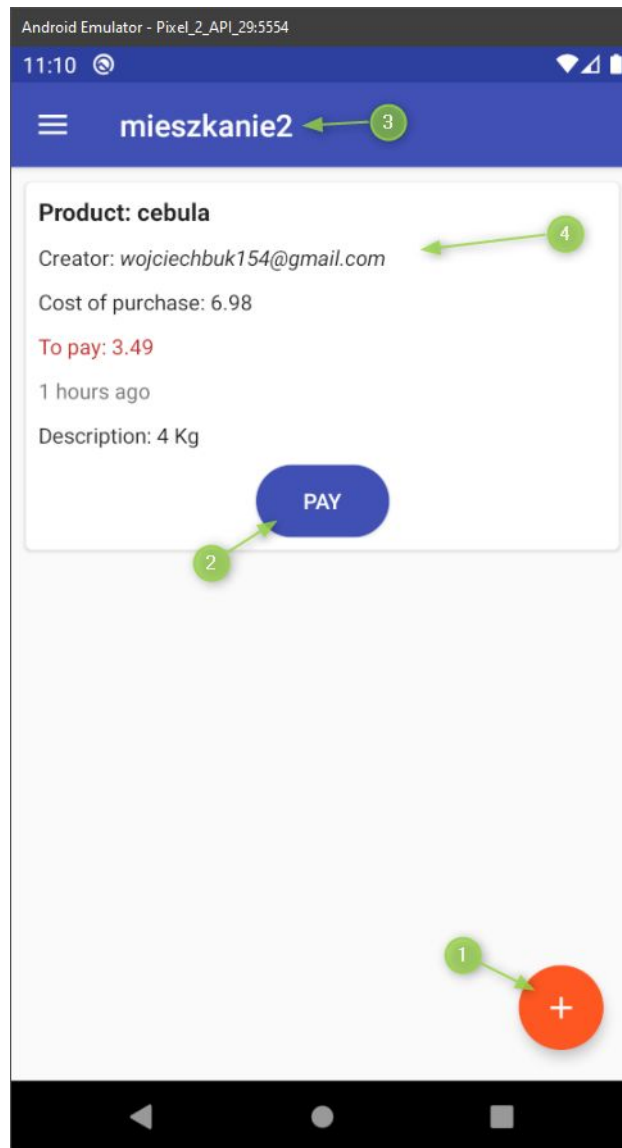 Android Emulator - Pixel_2_API_29:5554
11:10
mieszkanie2
3
Product: cebula
4
Creator: wojciechbuk154@gmail.com
Cost of purchase: 6.98
To pay: 3.49
1 hours ago
Description: 4 Kg
PAY
2
1
+